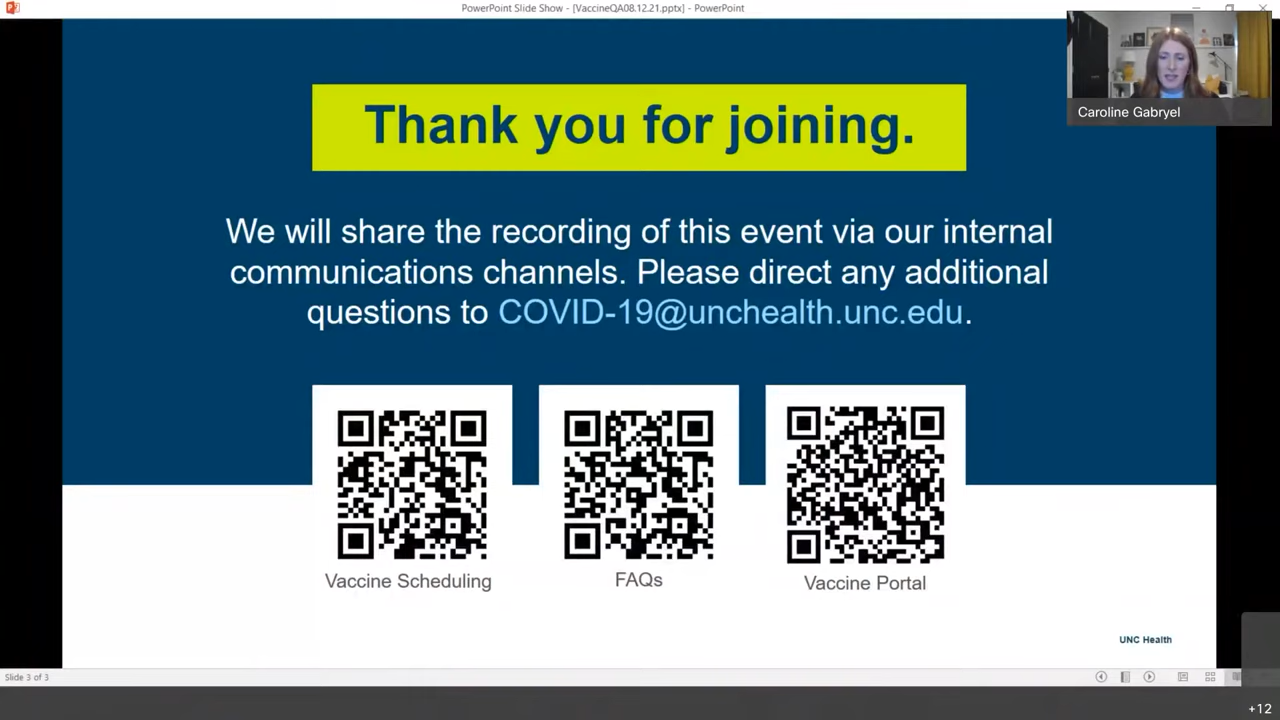 PowerPoint Slide Show - [VaccineQA08.12.21.pptx] - PowerPoint
Caroline Gabryel
Thank you for joining.
We will share the recording of this event via our internal
communications channels. Please direct any additional
questions to COVID-19@unchealth.unc.edu.
Vaccine Scheduling
FAQs
Vaccine Portal
UNC Health
Slide 3 of 3
+12